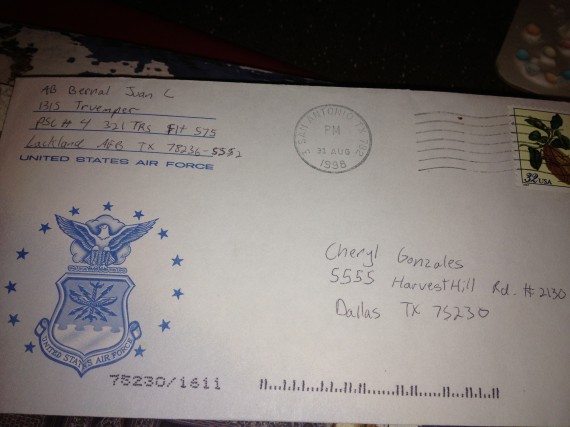 AB Bernal Juan C
1315 Truemper
PSC # 4 321 TRS Flt 575
Lackland AFB TX 78236-5552
UNITED STATES AIR FORCE
SAN ANTONIO TX 782
PM
31 AUG
1998
32 USA
Cheryl Gonzales
5555 HarvestHill Rd. # 2130
Dallas TX 75230
UNITED STATES AIR FORCE
75230/1611